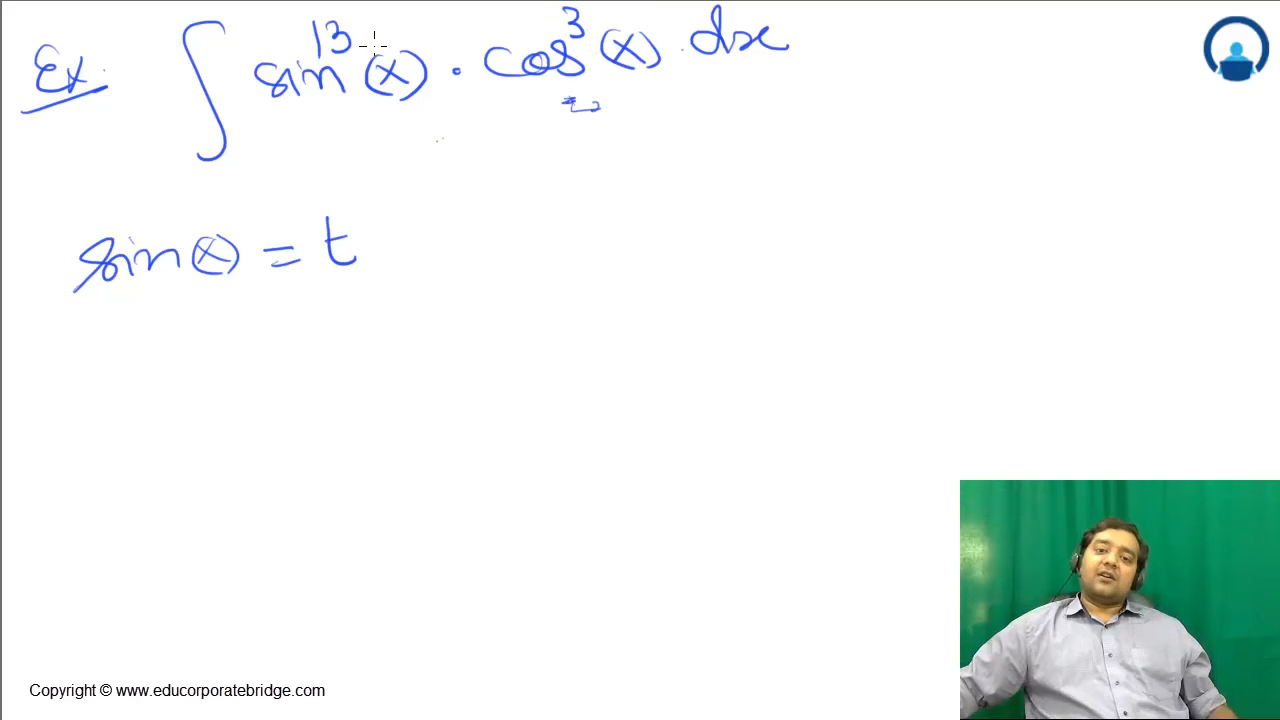 Ex. ∫ sin¹³(x) · cos³(x) . dx
sin(x) = t
Copyright © www.educorporatebridge.com